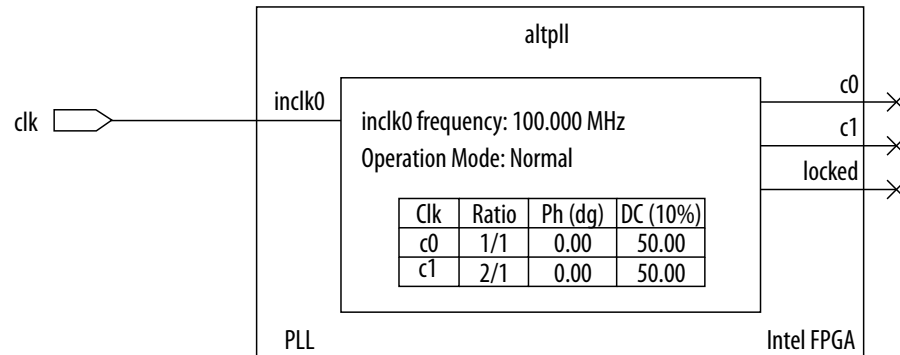 altpll
clk
inclk0
c0
c1
locked
inclk0 frequency: 100.000 MHz
Operation Mode: Normal
Clk Ratio Ph (dg) DC (10%)
c0 1/1 0.00 50.00
c1 2/1 0.00 50.00
PLL
Intel FPGA